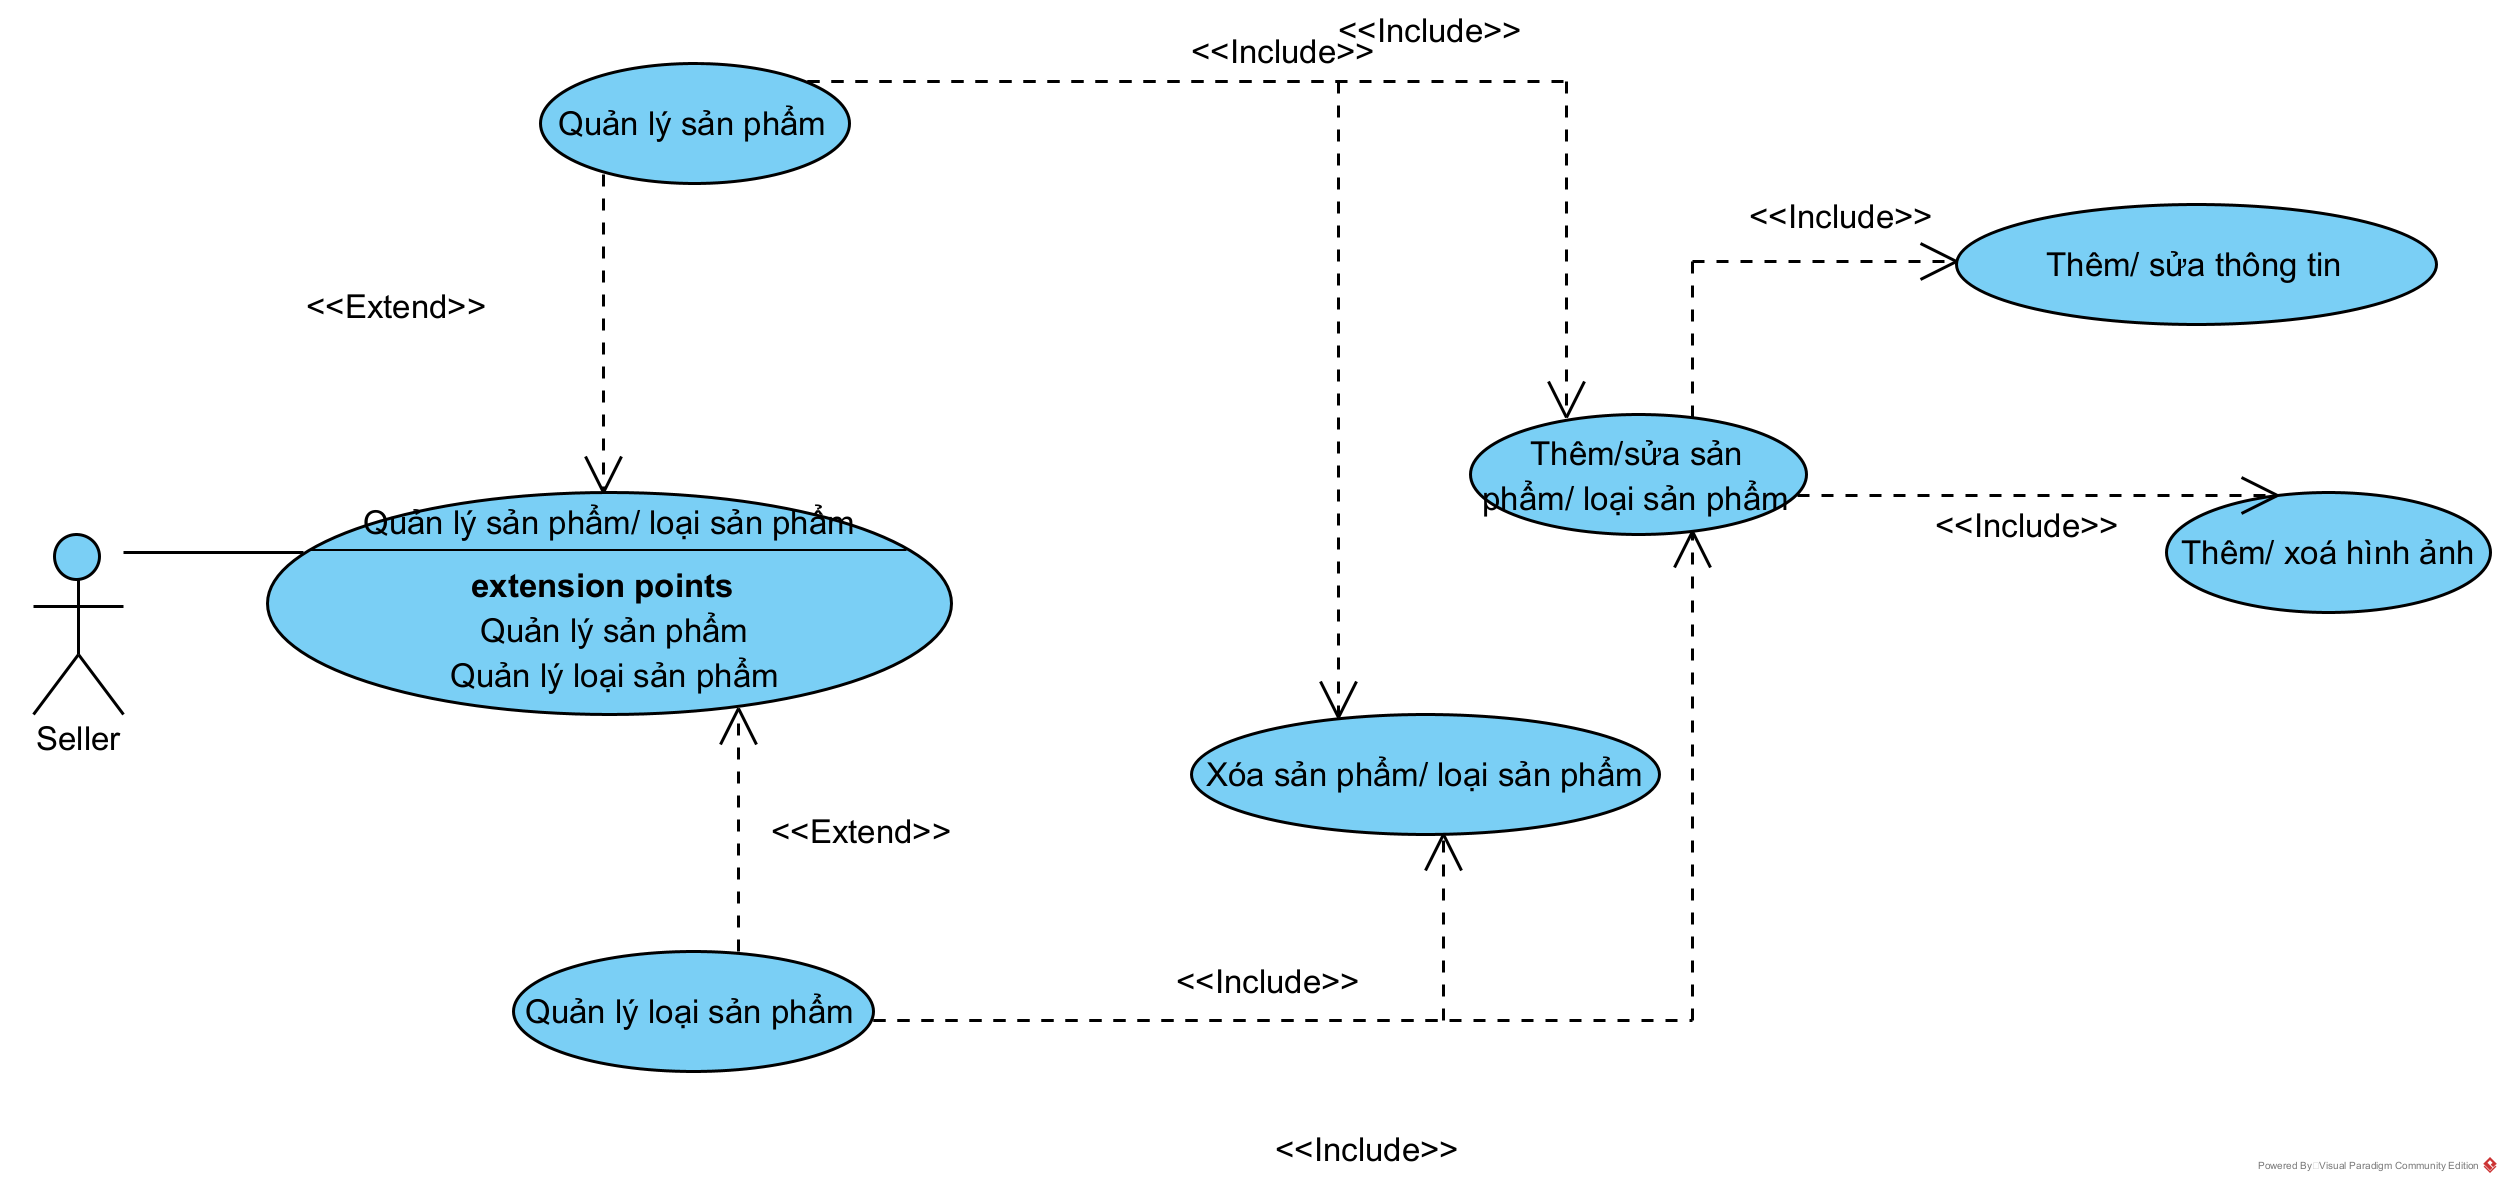 <<Include>>
<<Include>>
Quản lý sản phẩm
<<Include>>
Thêm/ sửa thông tin
<<Extend>>
Thêm/sửa sản
phẩm/ loại sản phẩm
<<Include>>
Thêm/ xoá hình ảnh
Quản lý sản phẩm/ loại sản phẩm
extension points
Quản lý sản phẩm
Quản lý loại sản phẩm
Seller
Xóa sản phẩm/ loại sản phẩm
<<Extend>>
<<Include>>
Quản lý loại sản phẩm
<<Include>>
Powered By Visual Paradigm Community Edition